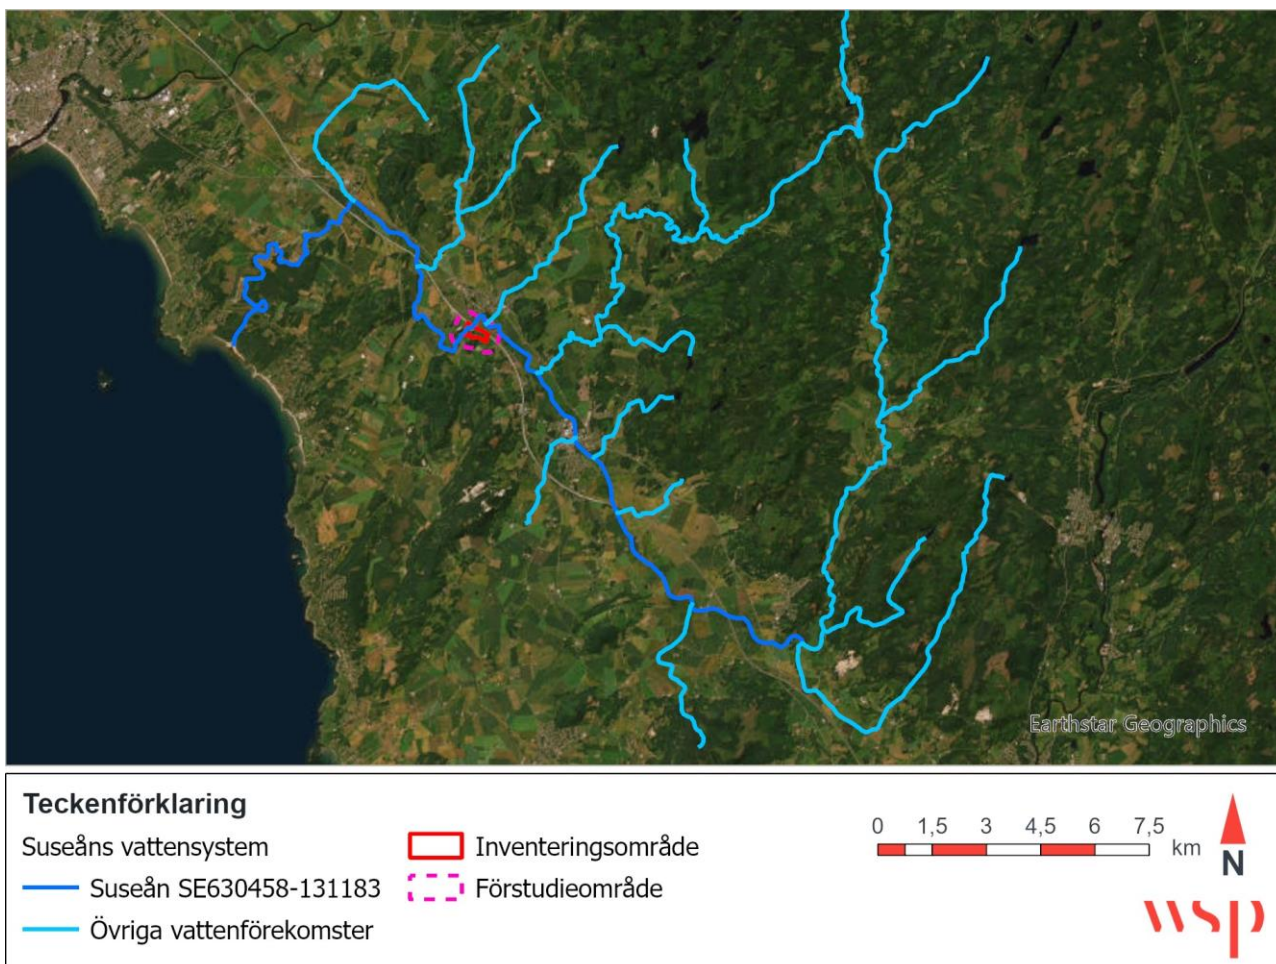 Earthstar Geographics
Teckenförklaring
Suseåns vattensystem
Suseån SE630458-131183
Övriga vattenförekomster
Inventeringsområde
Förstudieområde
0 1,5 3 4,5 6 7,5
km
N
wsp